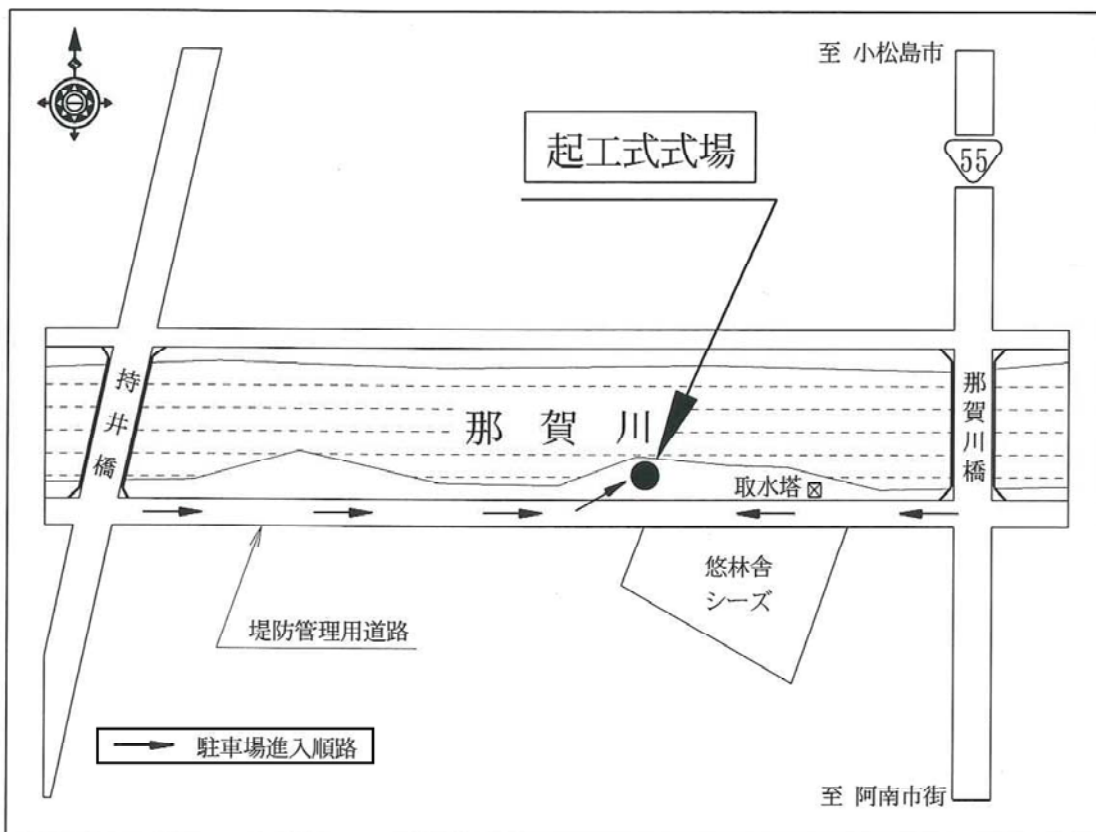 至 小松島市
55
起工式式場
持井橋
那賀川
那賀川橋
取水塔
悠林舎
シーズ
堤防管理用道路
駐車場進入順路
至 阿南市街